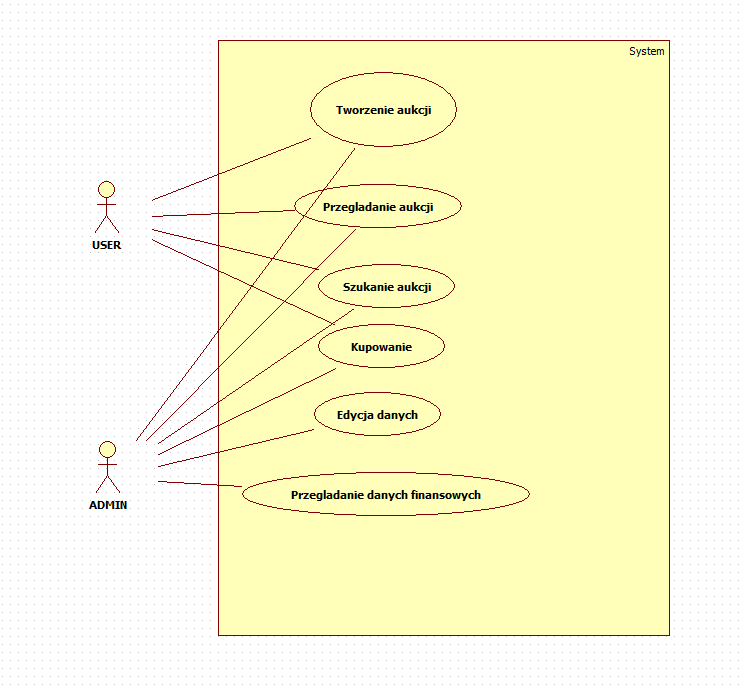 System
Tworzenie aukcji
Przegladanie aukcji
USER
Szukanie aukcji
Kupowanie
Edycja danych
Przegladanie danych finansowych
ADMIN